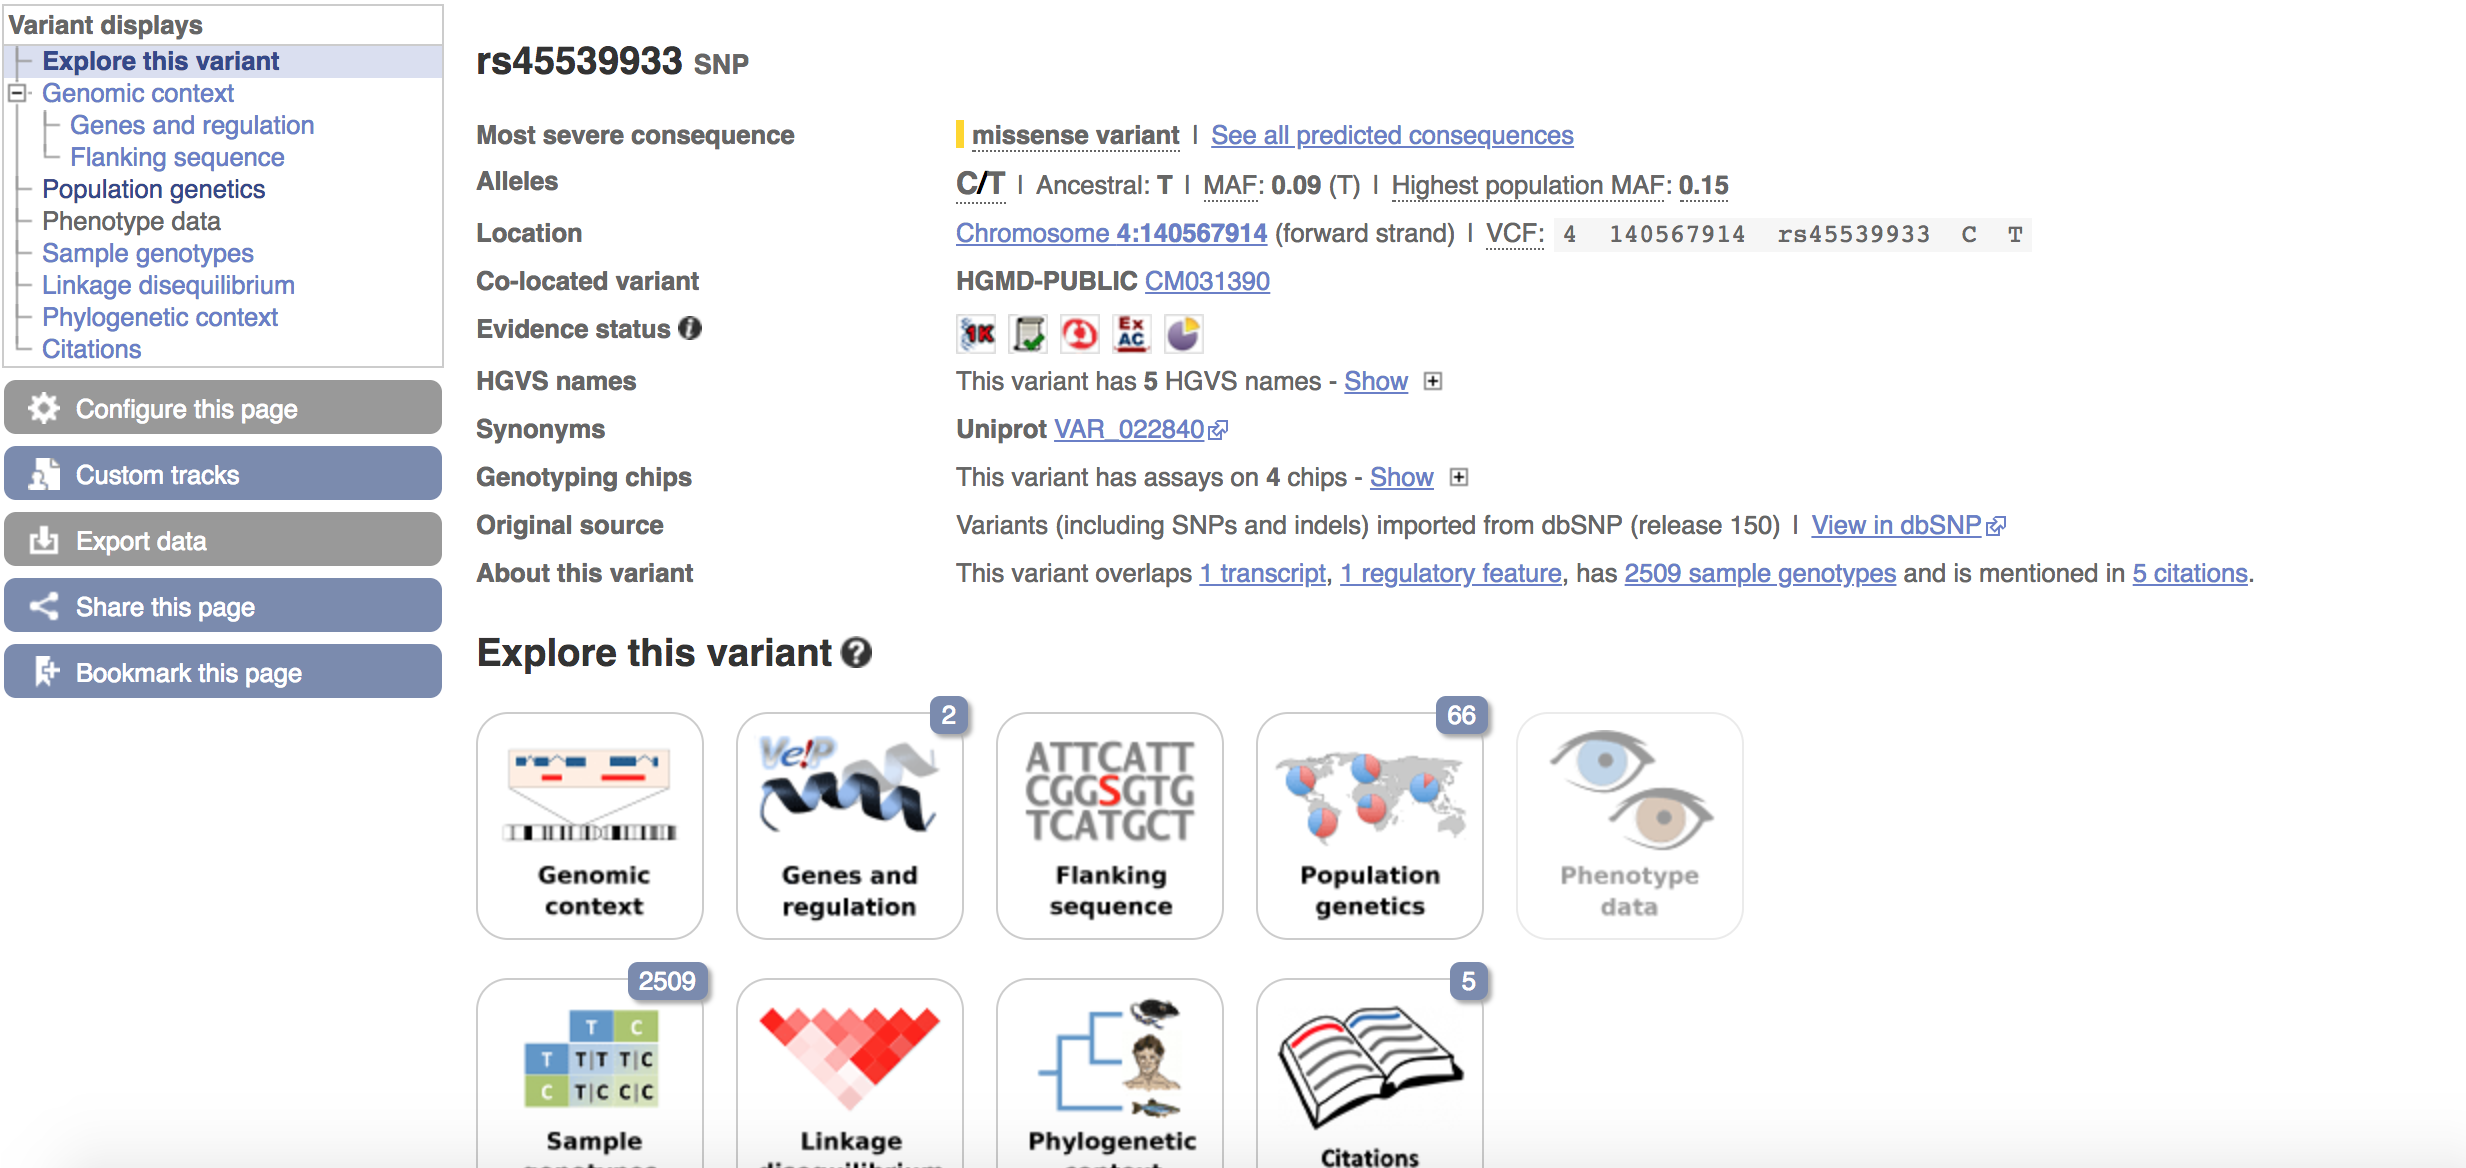 Variant displays
Explore this variant
Genomic context
Genes and regulation
Flanking sequence
Population genetics
Phenotype data
Sample genotypes
Linkage disequilibrium
Phylogenetic context
Citations
Configure this page
Custom tracks
Export data
Share this page
Bookmark this page
rs45539933 SNP
Most severe consequence missense variant | See all predicted consequences
Alleles C/T | Ancestral: T | MAF: 0.09 (T) | Highest population MAF: 0.15
Location Chromosome 4:140567914 (forward strand) | VCF: 4 140567914 rs45539933 C T
Co-located variant HGMD-PUBLIC CM031390
Evidence status i 1K Ex AC
HGVS names This variant has 5 HGVS names - Show
Synonyms Uniprot VAR_022840
Genotyping chips This variant has assays on 4 chips - Show
Original source Variants (including SNPs and indels) imported from dbSNP (release 150) | View in dbSNP
About this variant This variant overlaps 1 transcript, 1 regulatory feature, has 2509 sample genotypes and is mentioned in 5 citations.
Explore this variant ?
Genomic
context
2
Ve!P
Genes and
regulation
ATTCATT
CGGSGTG
TCATGCT
Flanking
sequence
66
Population
genetics
Phenotype
data
2509
T C
T T|T T|C
C T|C C|C
Sample
genotypes
Linkage
disequilibrium
Phylogenetic
context
5
Citations